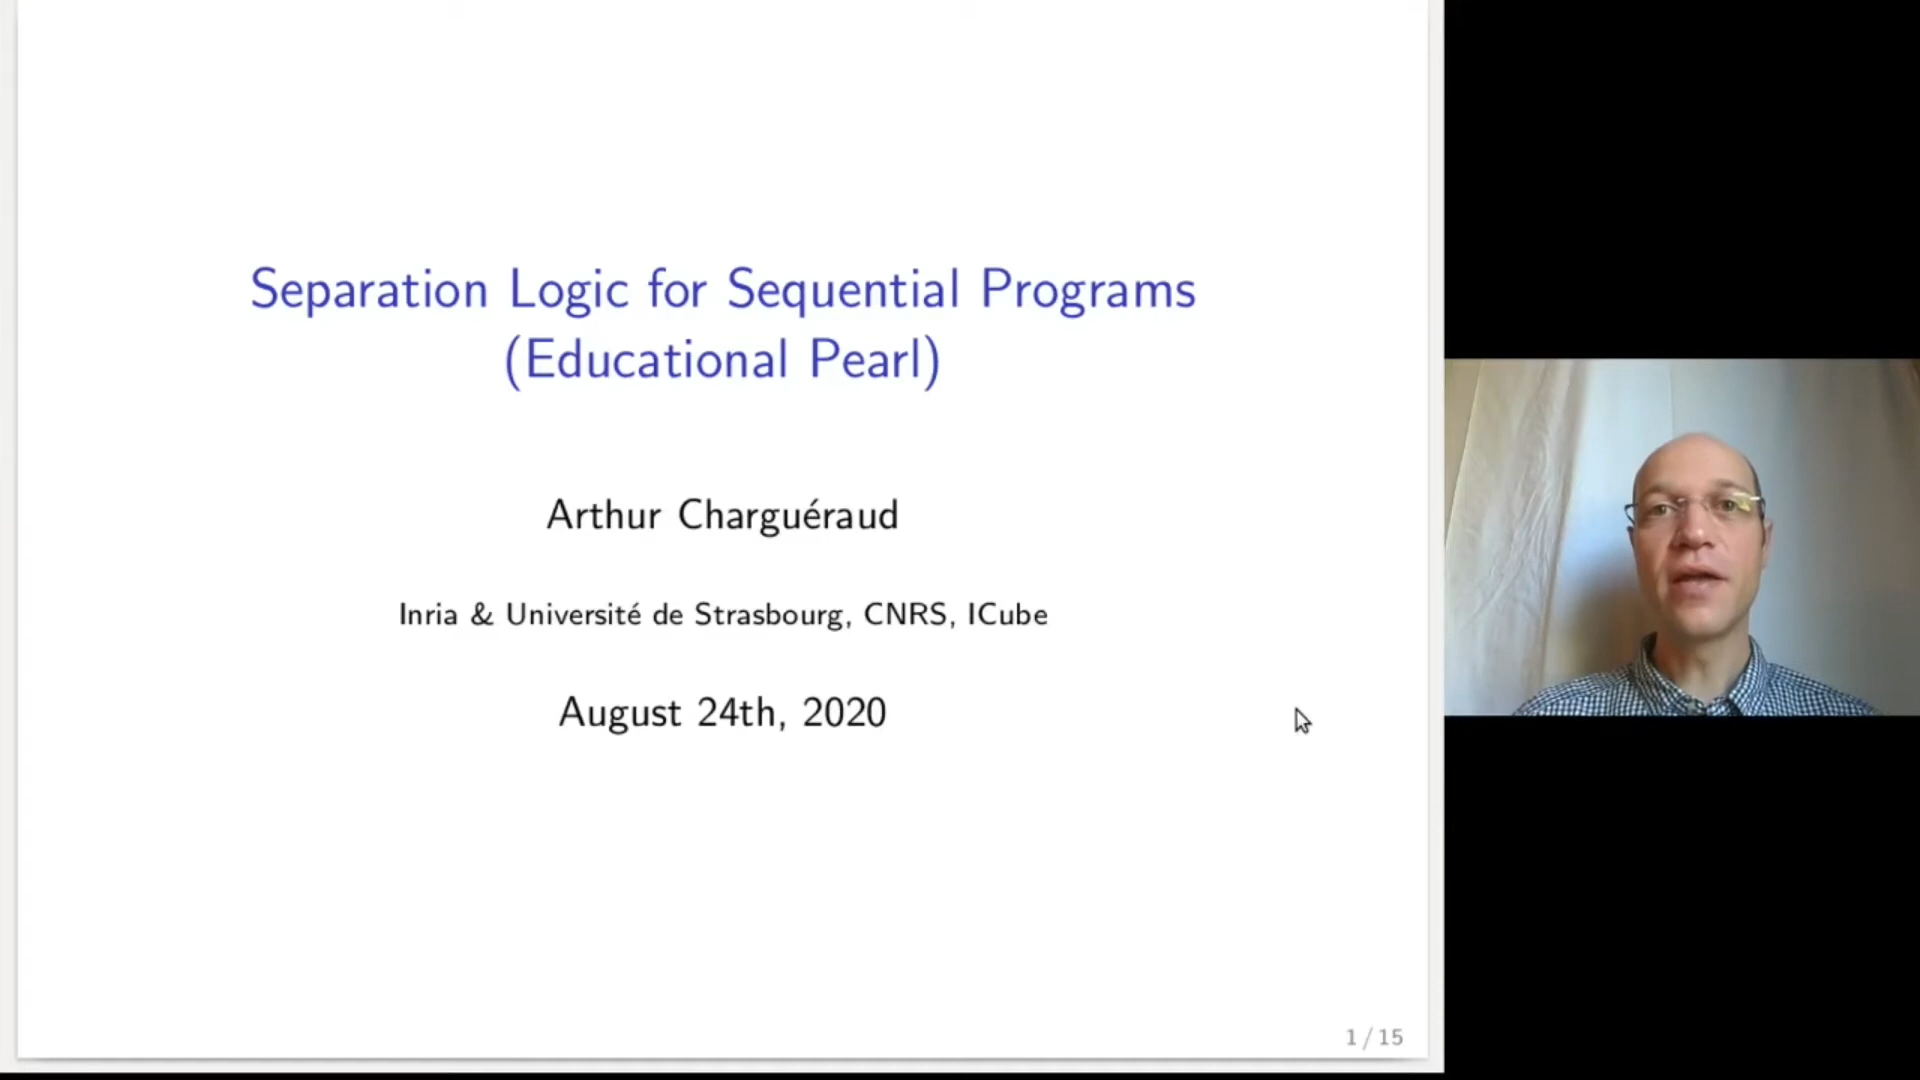 Separation Logic for Sequential Programs
(Educational Pearl)
Arthur Charguéraud
Inria & Université de Strasbourg, CNRS, ICube
August 24th, 2020
1 / 15